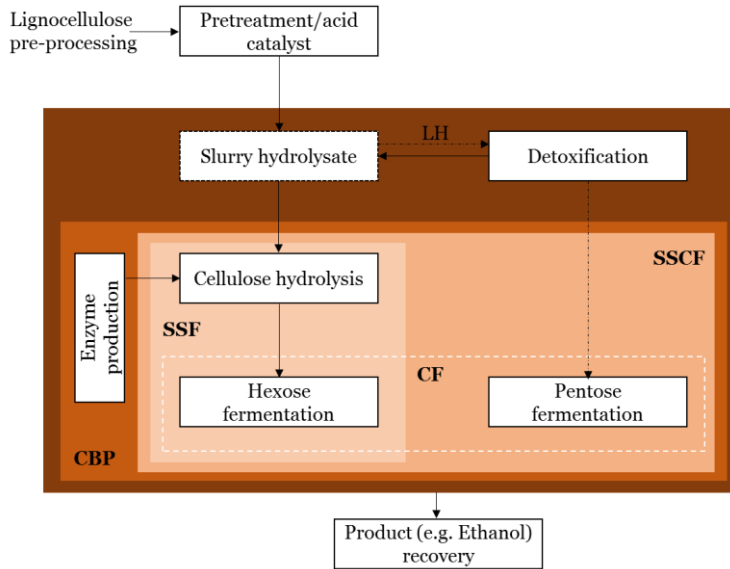 Lignocellulose
pre-processing
Pretreatment/acid
catalyst
Slurry hydrolysate
LH
Detoxification
SSCF
Enzyme
production
Cellulose hydrolysis
SSF
CF
Hexose
fermentation
Pentose
fermentation
CBP
Product (e.g. Ethanol)
recovery